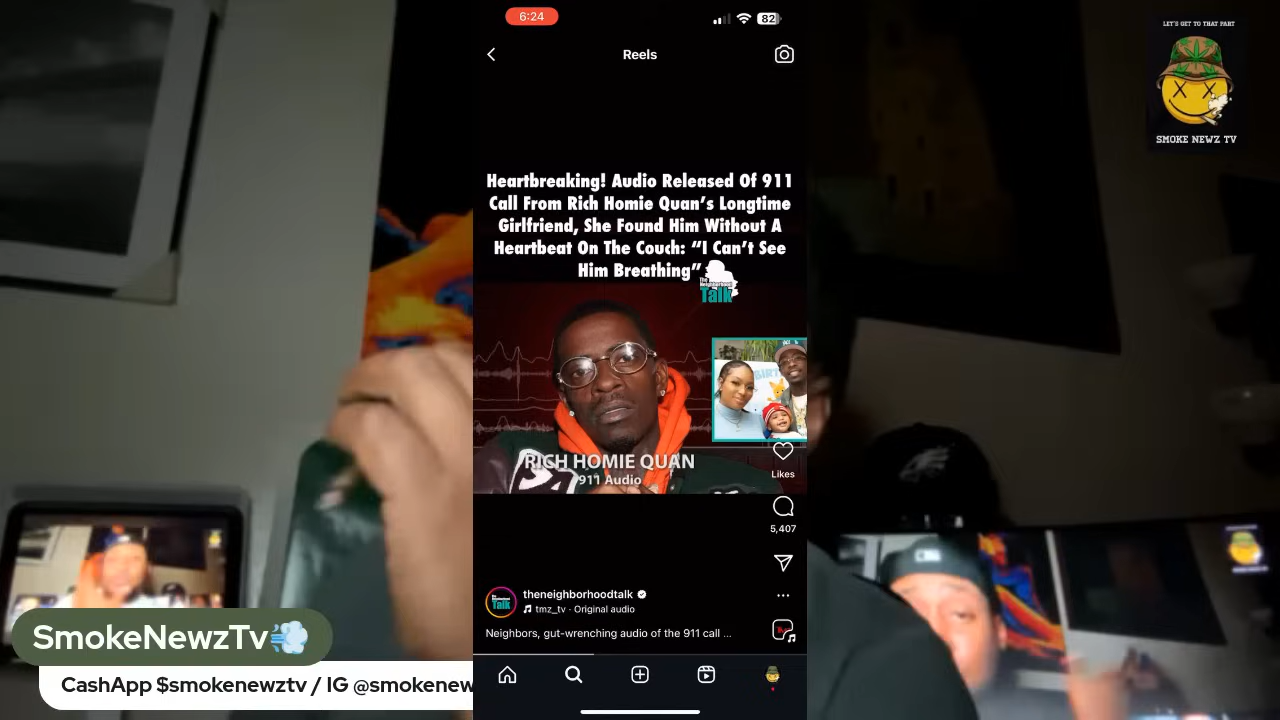 6:24
82
Reels
LET'S GET TO THAT PART
SMOKE NEWZ TV
Heartbreaking! Audio Released Of 911
Call From Rich Homie Quan's Longtime
Girlfriend, She Found Him Without A
Heartbeat On The Couch: “I Can't See
Him Breathing”
The Neighborhood
Talk
BIRT
RICH HOMIE QUAN
911 Audio
Likes
5,407
theneighborhoodtalk
tmz_tv · Original audio
Neighbors, gut-wrenching audio of the 911 call ...
SmokeNewzTv💨
CashApp $smokenewztv / IG @smokenew